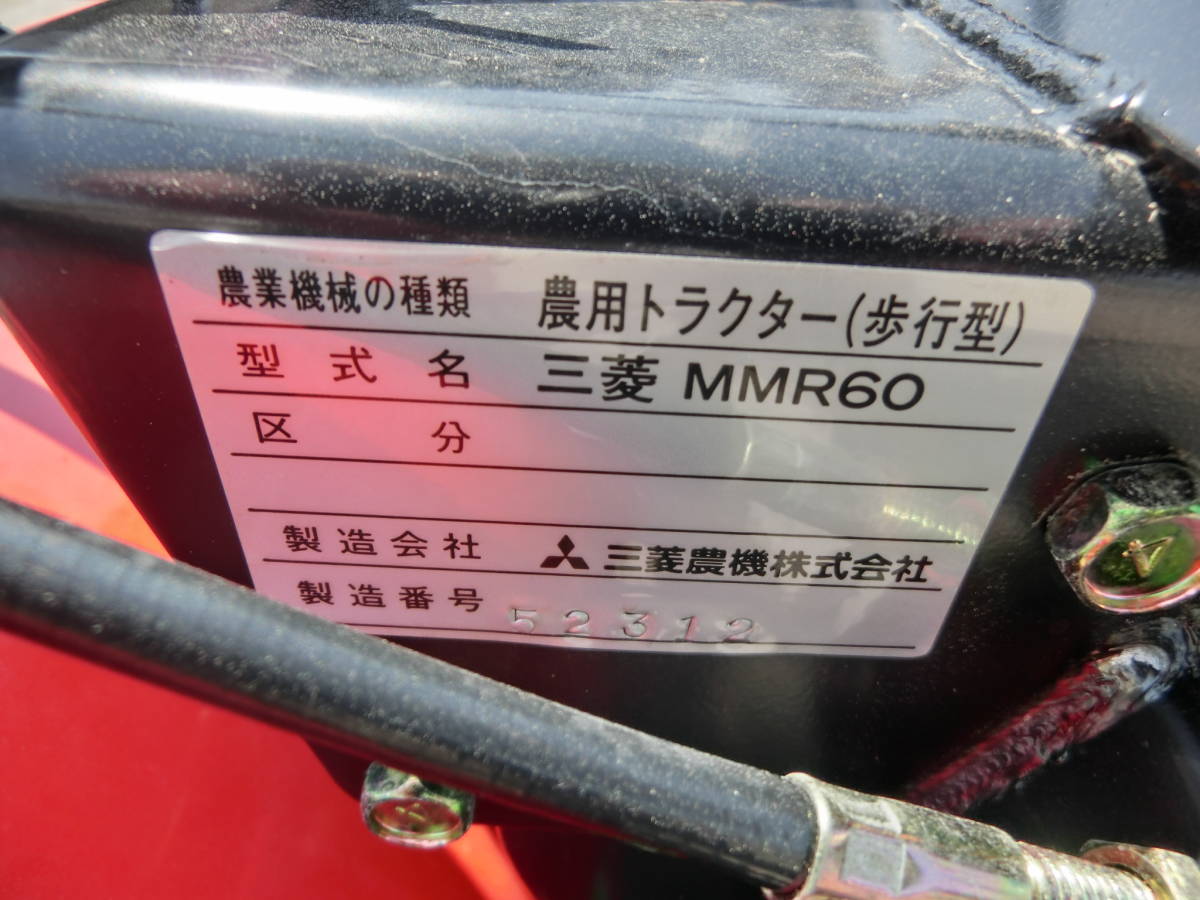 農業機械の種類 農用トラクター(歩行型)
型式名 三菱 MMR60
区分
製造会社 三菱農機株式会社
製造番号 52312